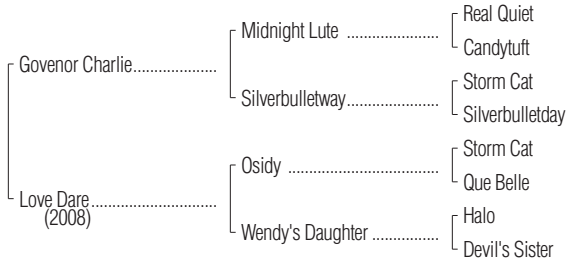 Real Quiet
Midnight Lute ...................
Candytuft
Govenor Charlie..................
Storm Cat
Silverbulletway...................
Silverbulletday
Storm Cat
Osidy ...............................
Que Belle
Love Dare...........................
(2008)
Halo
Wendy's Daughter ..............
Devil's Sister